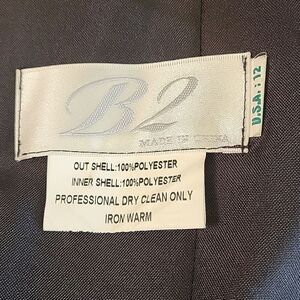 B2
MADE IN CHINA
U.S.A. : 12
OUT SHELL:100%POLYESTER
INNER SHELL:100%POLYESTER
PROFESSIONAL DRY CLEAN ONLY
IRON WARM